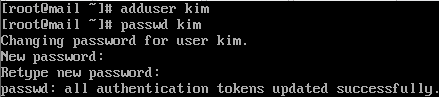 [root@mail ~]# adduser kim
[root@mail ~]# passwd kim
Changing password for user kim.
New password:
Retype new password:
passwd: all authentication tokens updated successfully.